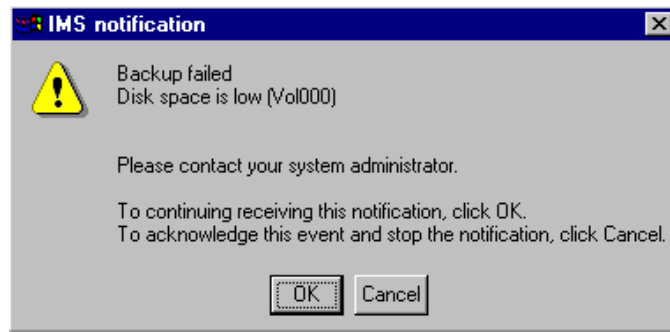 IMS notification
Backup failed
Disk space is low (Vol000)
Please contact your system administrator.
To continuing receiving this notification, click OK.
To acknowledge this event and stop the notification, click Cancel.
OK
Cancel